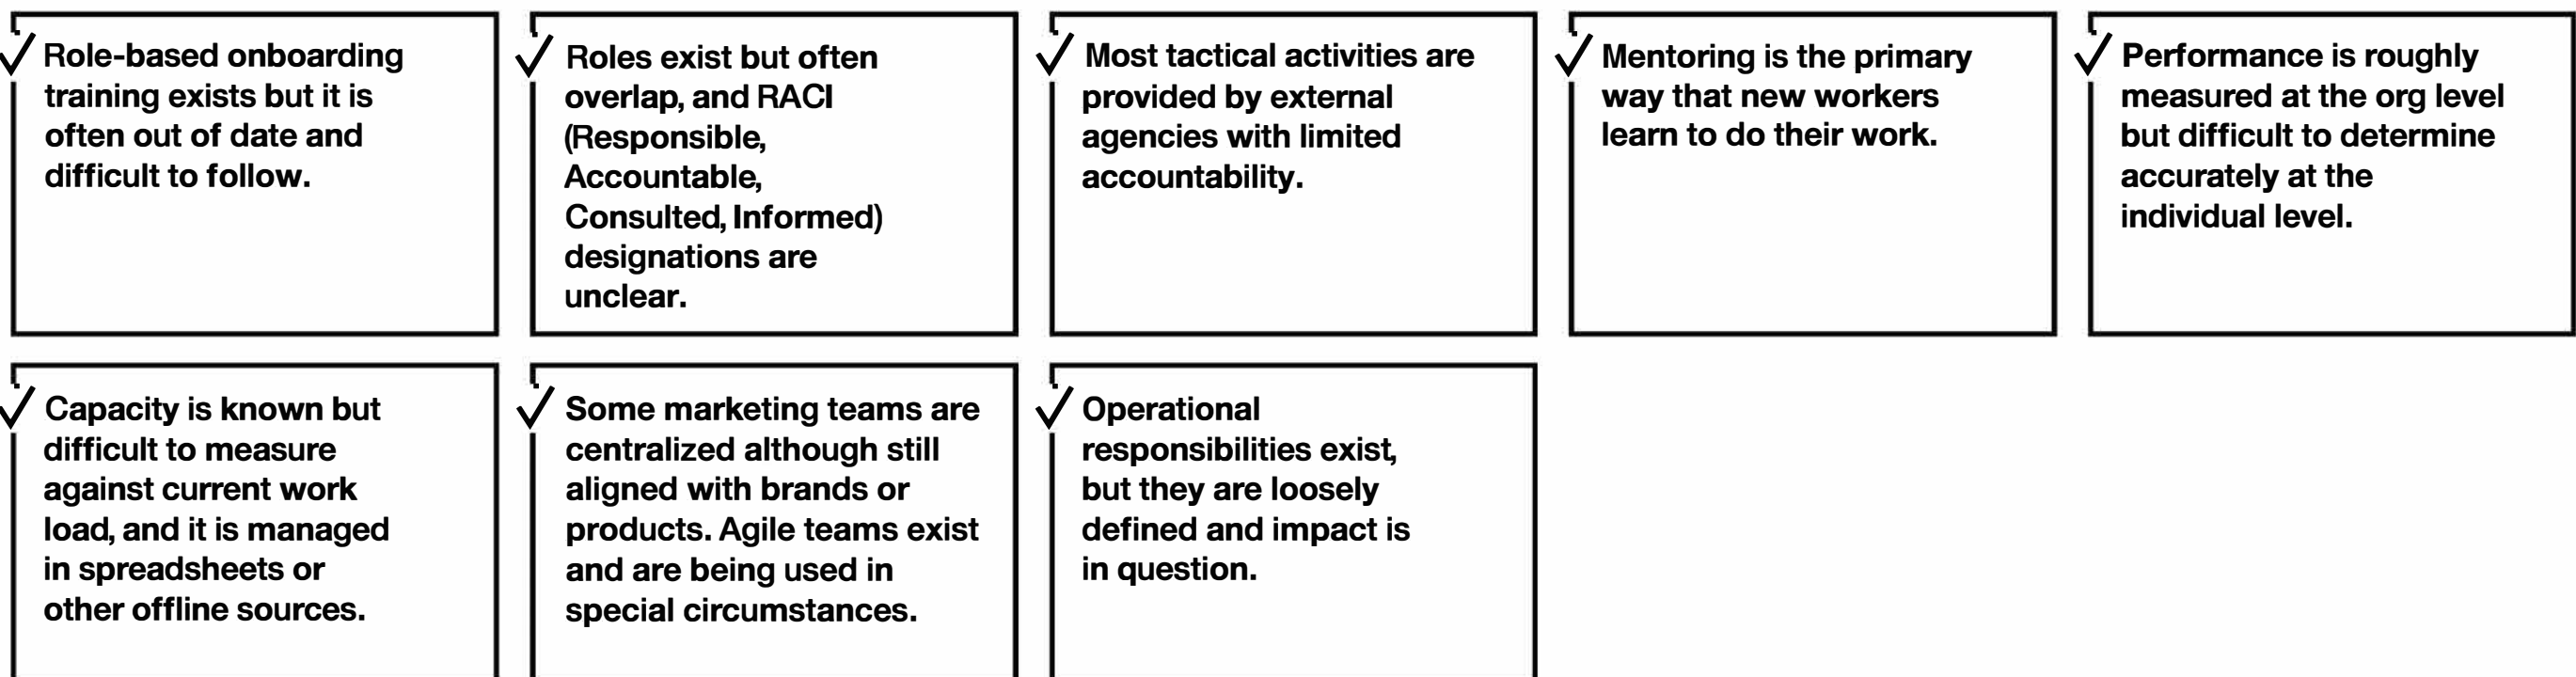 Role-based onboarding
training exists but it is
often out of date and
difficult to follow.
Roles exist but often
overlap, and RACI
(Responsible,
Accountable,
Consulted, Informed)
designations are
unclear.
Most tactical activities are
provided by external
agencies with limited
accountability.
Mentoring is the primary
way that new workers
learn to do their work.
Performance is roughly
measured at the org level
but difficult to determine
accurately at the
individual level.
Capacity is known but
difficult to measure
against current work
load, and it is managed
in spreadsheets or
other offline sources.
Some marketing teams are
centralized although still
aligned with brands or
products. Agile teams exist
and are being used in
special circumstances.
Operational
responsibilities exist,
but they are loosely
defined and impact is
in question.